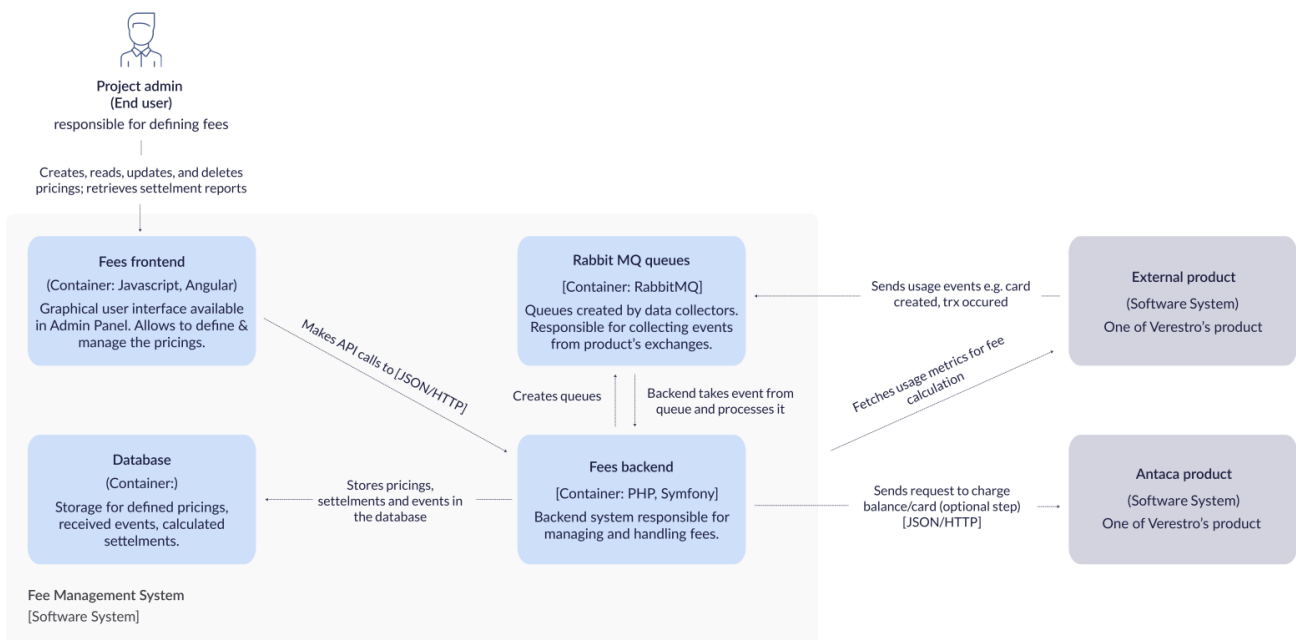 Project admin
(End user)
responsible for defining fees
Creates, reads, updates, and deletes
pricings; retrieves settelment reports
Fees frontend
(Container: Javascript, Angular)
Graphical user interface available
in Admin Panel. Allows to define &
manage the pricings.
Rabbit MQ queues
[Container: RabbitMQ]
Queues created by data collectors.
Responsible for collecting events
from product's exchanges.
Sends usage events e.g. card
created, trx occured
External product
(Software System)
One of Verestro's product
Makes API calls to [JSON/HTTP]
Creates queues
Backend takes event from
queue and processes it
Fetches usage metrics for fee
calculation
Database
(Container:)
Storage for defined pricings,
received events, calculated
settelments.
Stores pricings,
settelments and events in
the database
Fees backend
[Container: PHP, Symfony]
Backend system responsible for
managing and handling fees.
Sends request to charge
balance/card (optional step)
[JSON/HTTP]
Antaca product
(Software System)
One of Verestro's product
Fee Management System
[Software System]